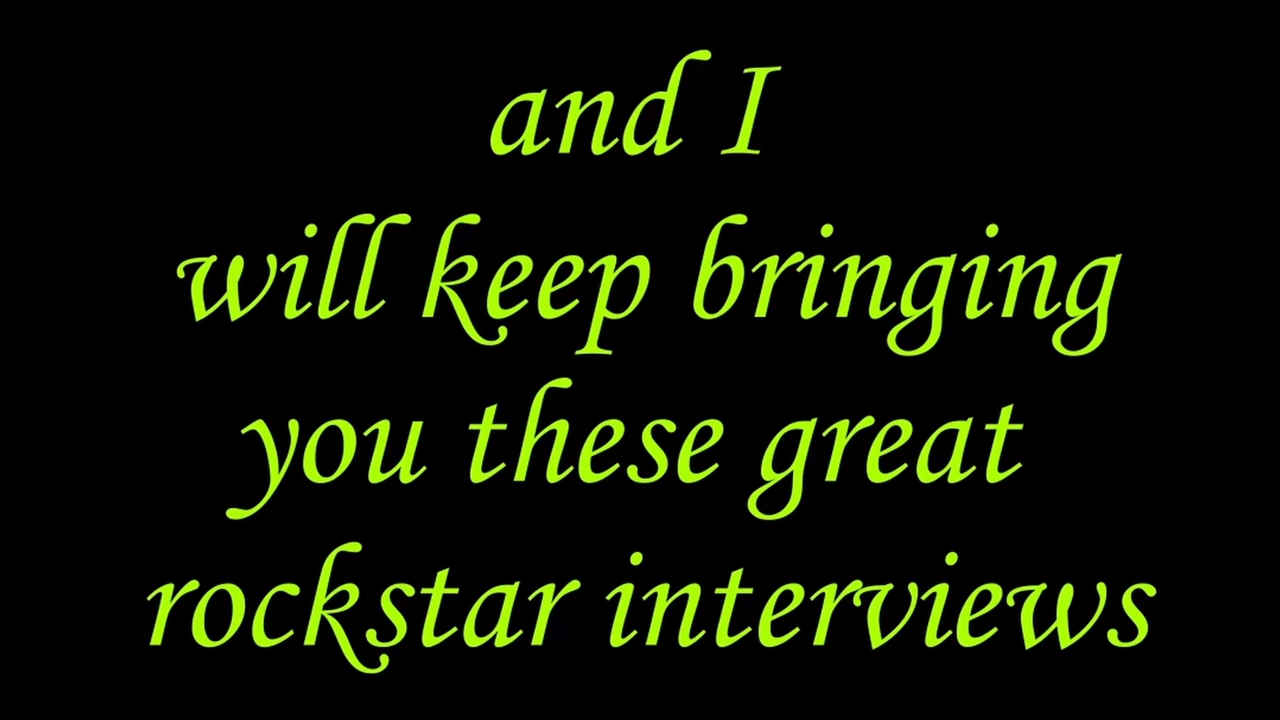 and I
will keep bringing
you these great
rockstar interviews